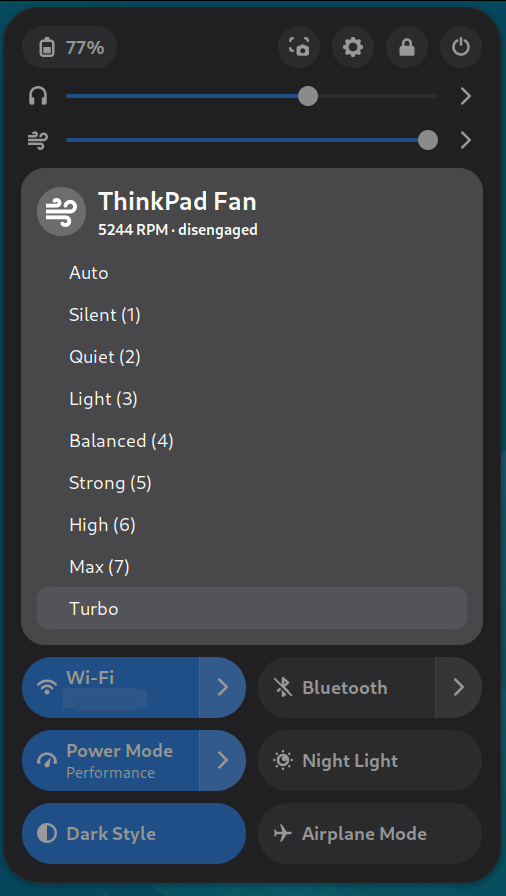 77%
ThinkPad Fan
5244 RPM · disengaged
Auto
Silent (1)
Quiet (2)
Light (3)
Balanced (4)
Strong (5)
High (6)
Max (7)
Turbo
Wi-Fi
Bluetooth
Power Mode
Performance
Night Light
Dark Style
Airplane Mode